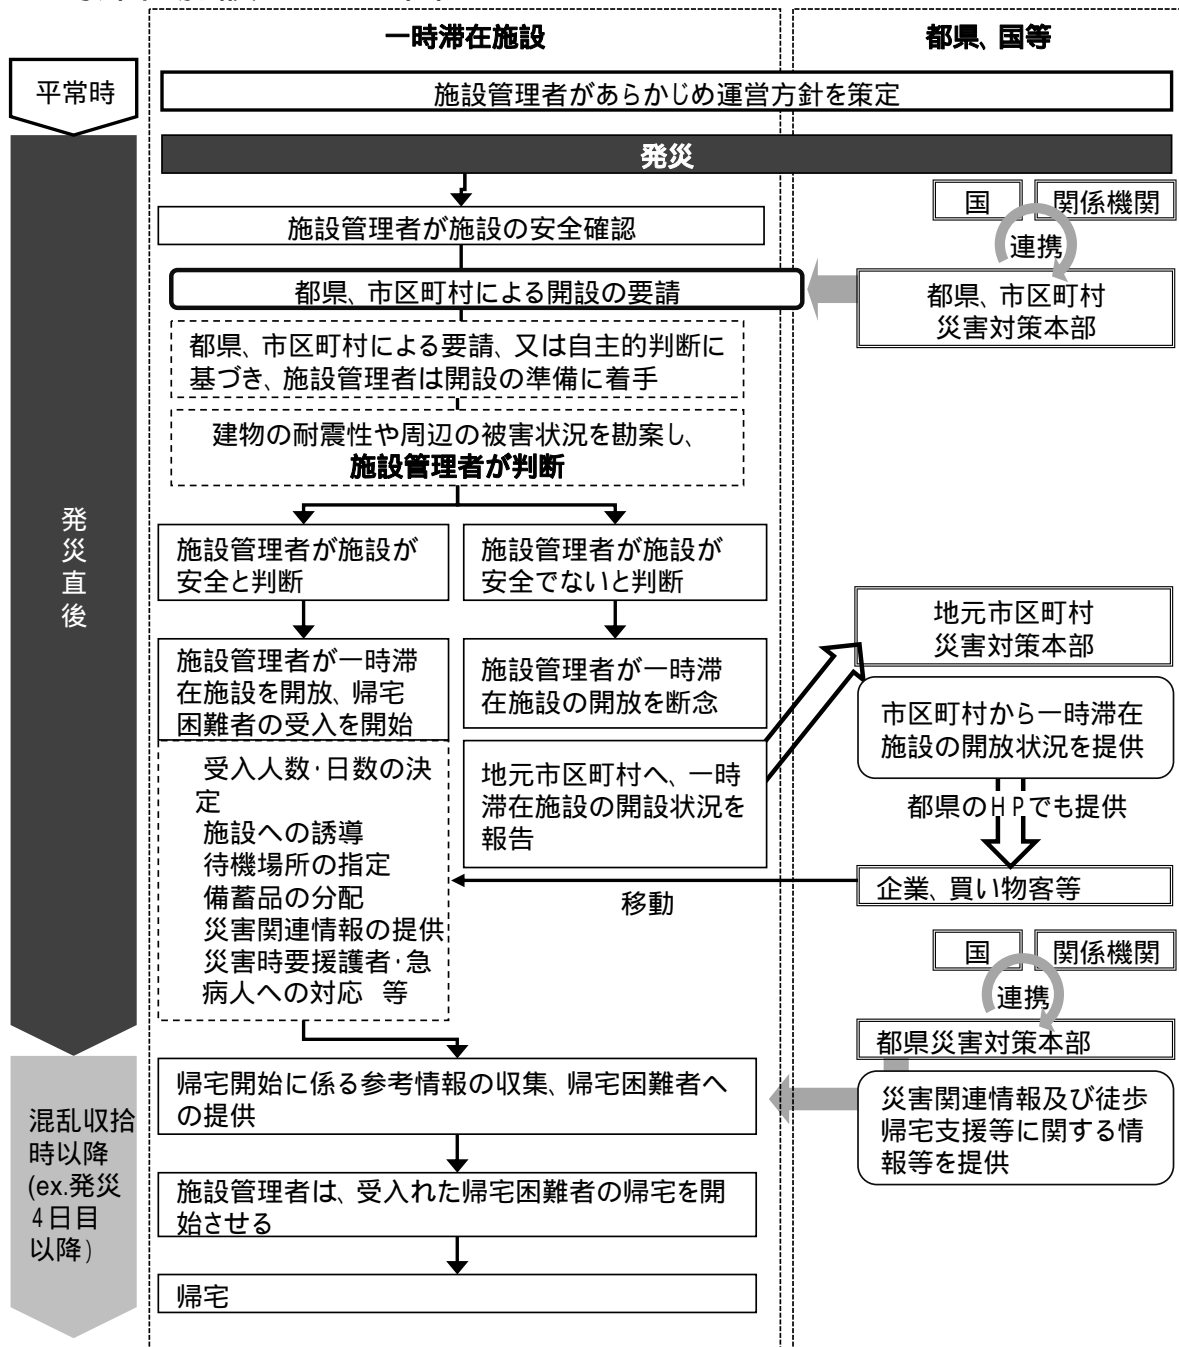 一時滞在施設
都県、国等
平常時
施設管理者があらかじめ運営方針を策定
発災
発災直後
施設管理者が施設の安全確認
国
関係機関
連携
都県、市区町村による開設の要請
都県、市区町村
災害対策本部
都県、市区町村による要請、又は自主的判断に
基づき、施設管理者は開設の準備に着手
建物の耐震性や周辺の被害状況を勘案し、
施設管理者が判断
施設管理者が施設が
安全と判断
施設管理者が施設が
安全でないと判断
施設管理者が一時滞
在施設を開放、帰宅
困難者の受入を開始
施設管理者が一時滞
在施設の開放を断念
地元市区町村
災害対策本部
市区町村から一時滞在
施設の開放状況を提供
受入人数・日数の決
定
施設への誘導
待機場所の指定
備蓄品の分配
災害関連情報の提供
災害時要援護者・急
病人への対応 等
地元市区町村へ、一時
滞在施設の開設状況を
報告
都県のHPでも提供
企業、買い物客等
移動
国
関係機関
連携
都県災害対策本部
災害関連情報及び徒歩
帰宅支援等に関する情
報等を提供
混乱収拾
時以降
(ex.発災
4日目
以降)
帰宅開始に係る参考情報の収集、帰宅困難者へ
の提供
施設管理者は、受入れた帰宅困難者の帰宅を開
始させる
帰宅